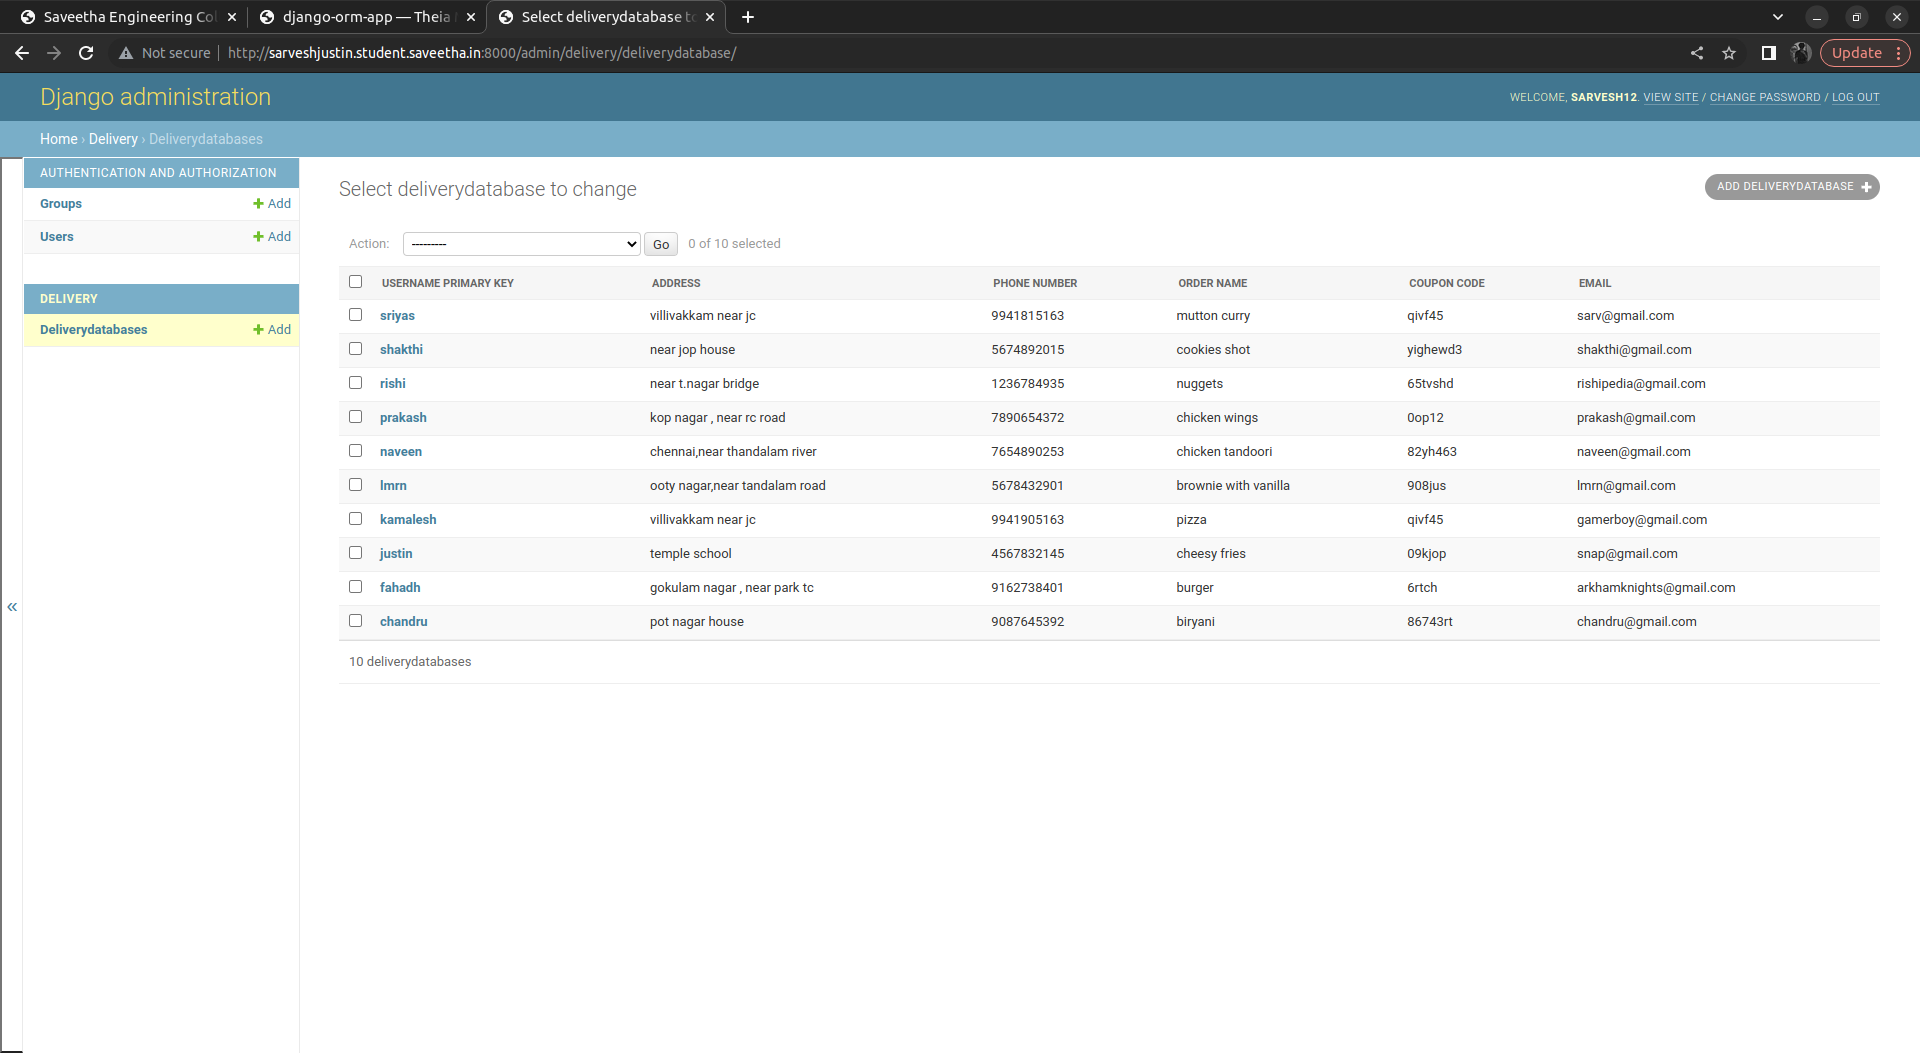 Saveetha Engineering Co
django-orm-app — Theia
Select deliverydatabase to
Not secure
http://sarveshjustin.student.saveetha.in:8000/admin/delivery/deliverydatabase/
Update
Django administration
WELCOME, SARVESH12. VIEW SITE / CHANGE PASSWORD / LOG OUT
Home › Delivery › Deliverydatabases
AUTHENTICATION AND AUTHORIZATION
Groups + Add
Users + Add
DELIVERY
Deliverydatabases + Add
«
Select deliverydatabase to change
ADD DELIVERYDATABASE +
Action: --------- Go 0 of 10 selected
USERNAME PRIMARY KEY ADDRESS PHONE NUMBER ORDER NAME COUPON CODE EMAIL
sriyas villivakkam near jc 9941815163 mutton curry qivf45 sarv@gmail.com
shakthi near jop house 5674892015 cookies shot yighewd3 shakthi@gmail.com
rishi near t.nagar bridge 1236784935 nuggets 65tvshd rishipedia@gmail.com
prakash kop nagar , near rc road 7890654372 chicken wings 0op12 prakash@gmail.com
naveen chennai,near thandalam river 7654890253 chicken tandoori 82yh463 naveen@gmail.com
lmrn ooty nagar,near tandalam road 5678432901 brownie with vanilla 908jus lmrn@gmail.com
kamalesh villivakkam near jc 9941905163 pizza qivf45 gamerboy@gmail.com
justin temple school 4567832145 cheesy fries 09kjop snap@gmail.com
fahadh gokulam nagar , near park tc 9162738401 burger 6rtch arkhamknights@gmail.com
chandru pot nagar house 9087645392 biryani 86743rt chandru@gmail.com
10 deliverydatabases